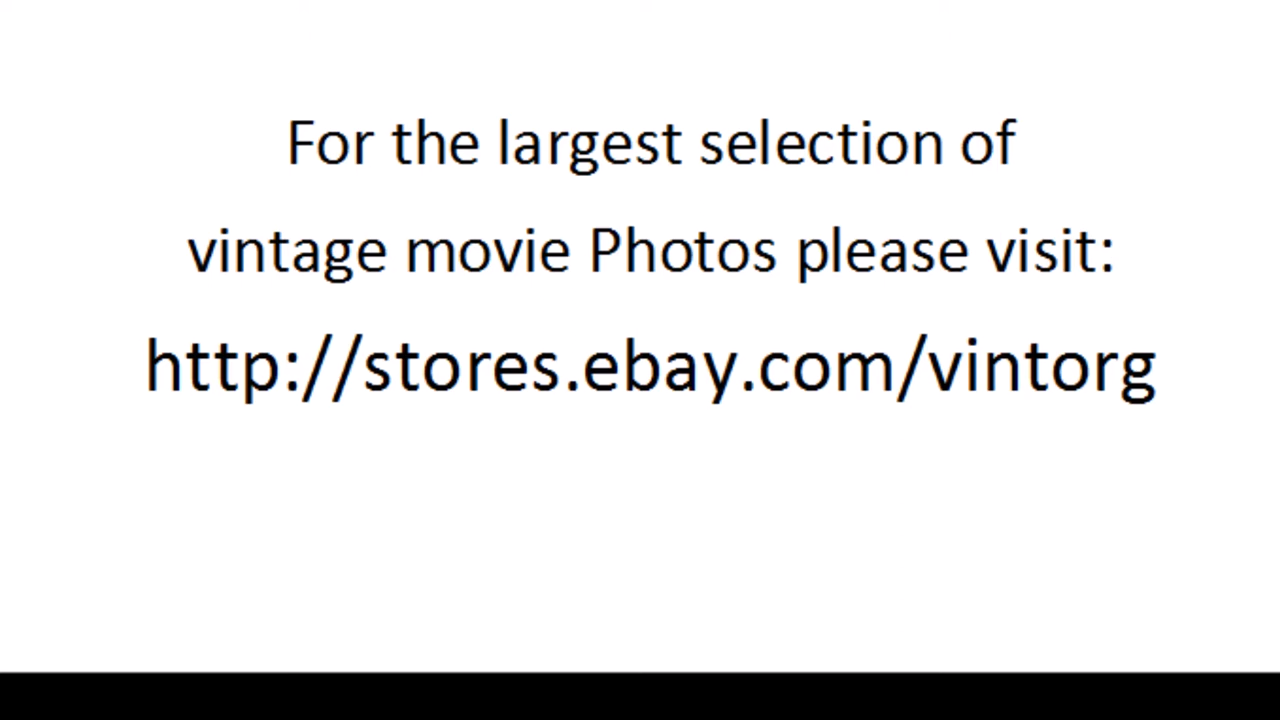 For the largest selection of
vintage movie Photos please visit:
http://stores.ebay.com/vintorg